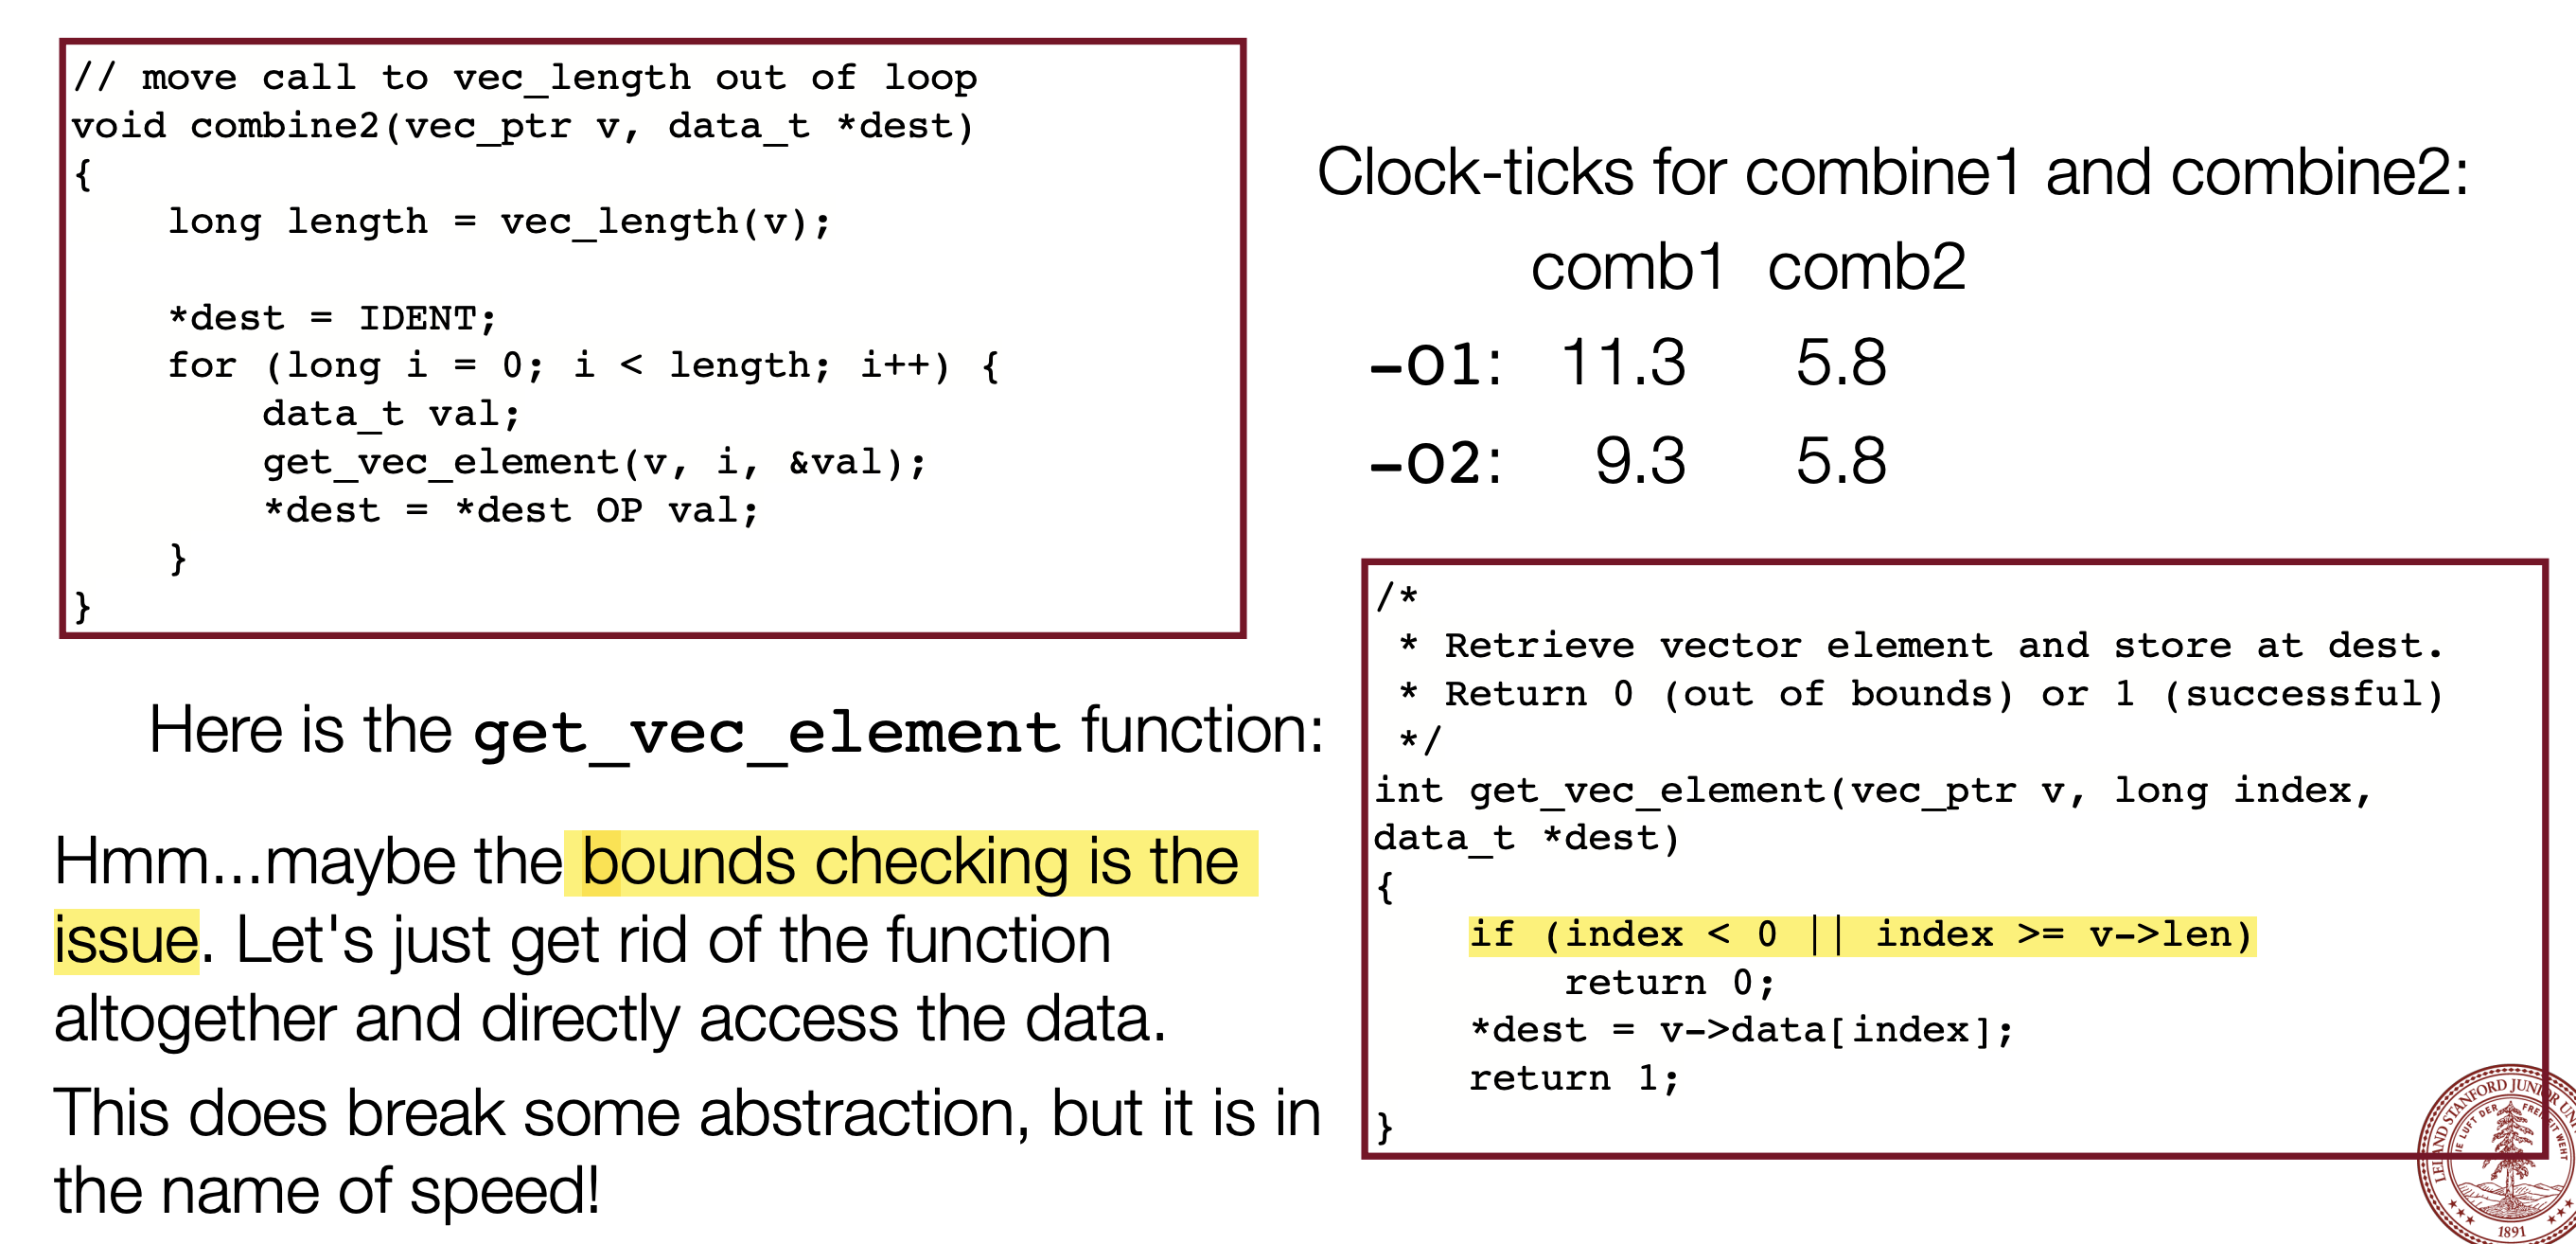 // move call to vec_length out of loop
void combine2(vec_ptr v, data_t *dest)
{
    long length = vec_length(v);
    *dest = IDENT;
    for (long i = 0; i < length; i++) {
        data_t val;
        get_vec_element(v, i, &val);
        *dest = *dest OP val;
    }
}
Clock-ticks for combine1 and combine2:
comb1 comb2
-O1: 11.3 5.8
-O2: 9.3 5.8
Here is the get_vec_element function:
Hmm...maybe the bounds checking is the
issue. Let's just get rid of the function
altogether and directly access the data.
This does break some abstraction, but it is in
the name of speed!
/*
 * Retrieve vector element and store at dest.
 * Return 0 (out of bounds) or 1 (successful)
 */
int get_vec_element(vec_ptr v, long index,
data_t *dest)
{
    if (index < 0 || index >= v->len)
        return 0;
    *dest = v->data[index];
    return 1;
}
LELAND STANFORD JUNIOR
DIE LUFT DER FREIHEIT WEHT
1891